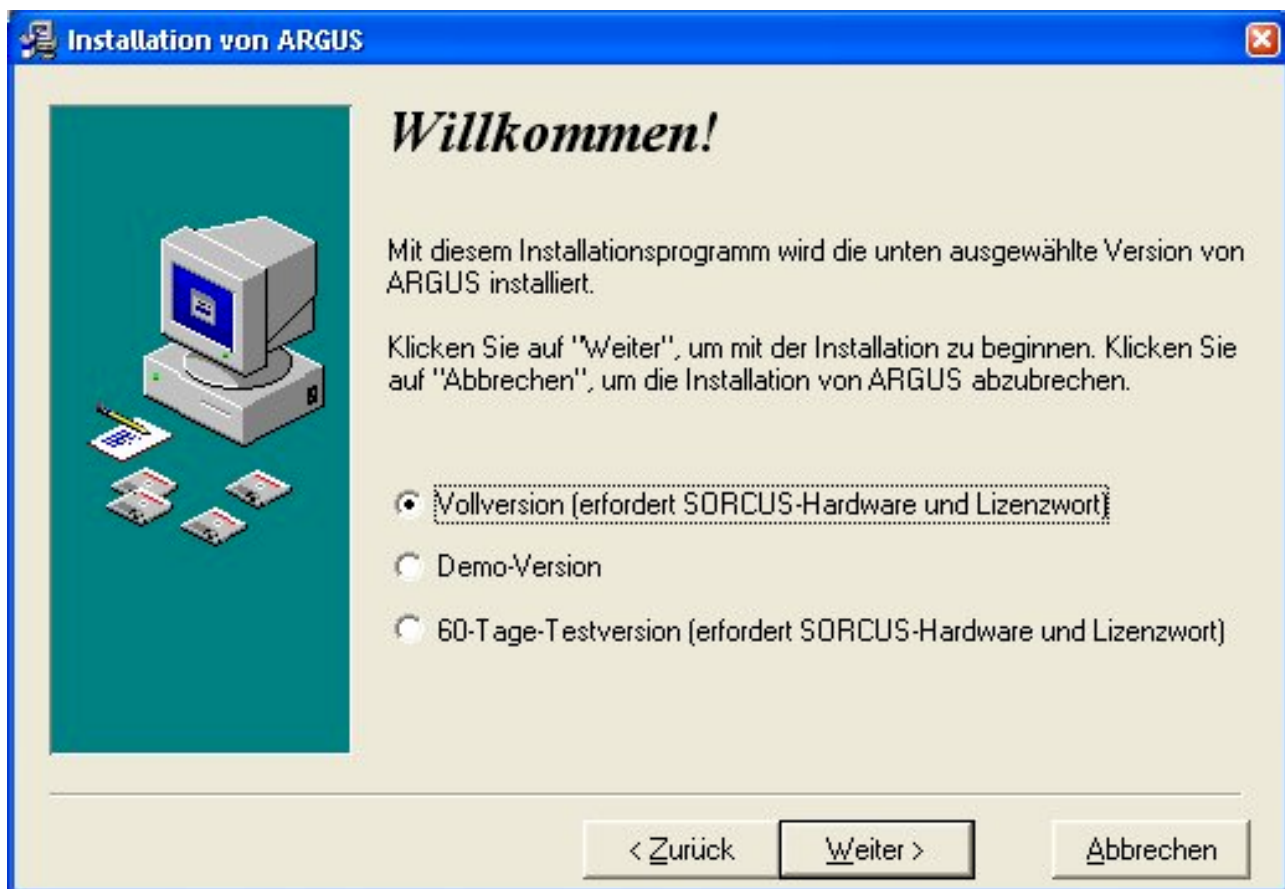 Installation von ARGUS
Willkommen!
Mit diesem Installationsprogramm wird die unten ausgewählte Version von
ARGUS installiert.
Klicken Sie auf "Weiter", um mit der Installation zu beginnen. Klicken Sie
auf "Abbrechen", um die Installation von ARGUS abzubrechen.
Vollversion (erfordert SORCUS-Hardware und Lizenzwort)
Demo-Version
60-Tage-Testversion (erfordert SORCUS-Hardware und Lizenzwort)
< Zurück Weiter > Abbrechen